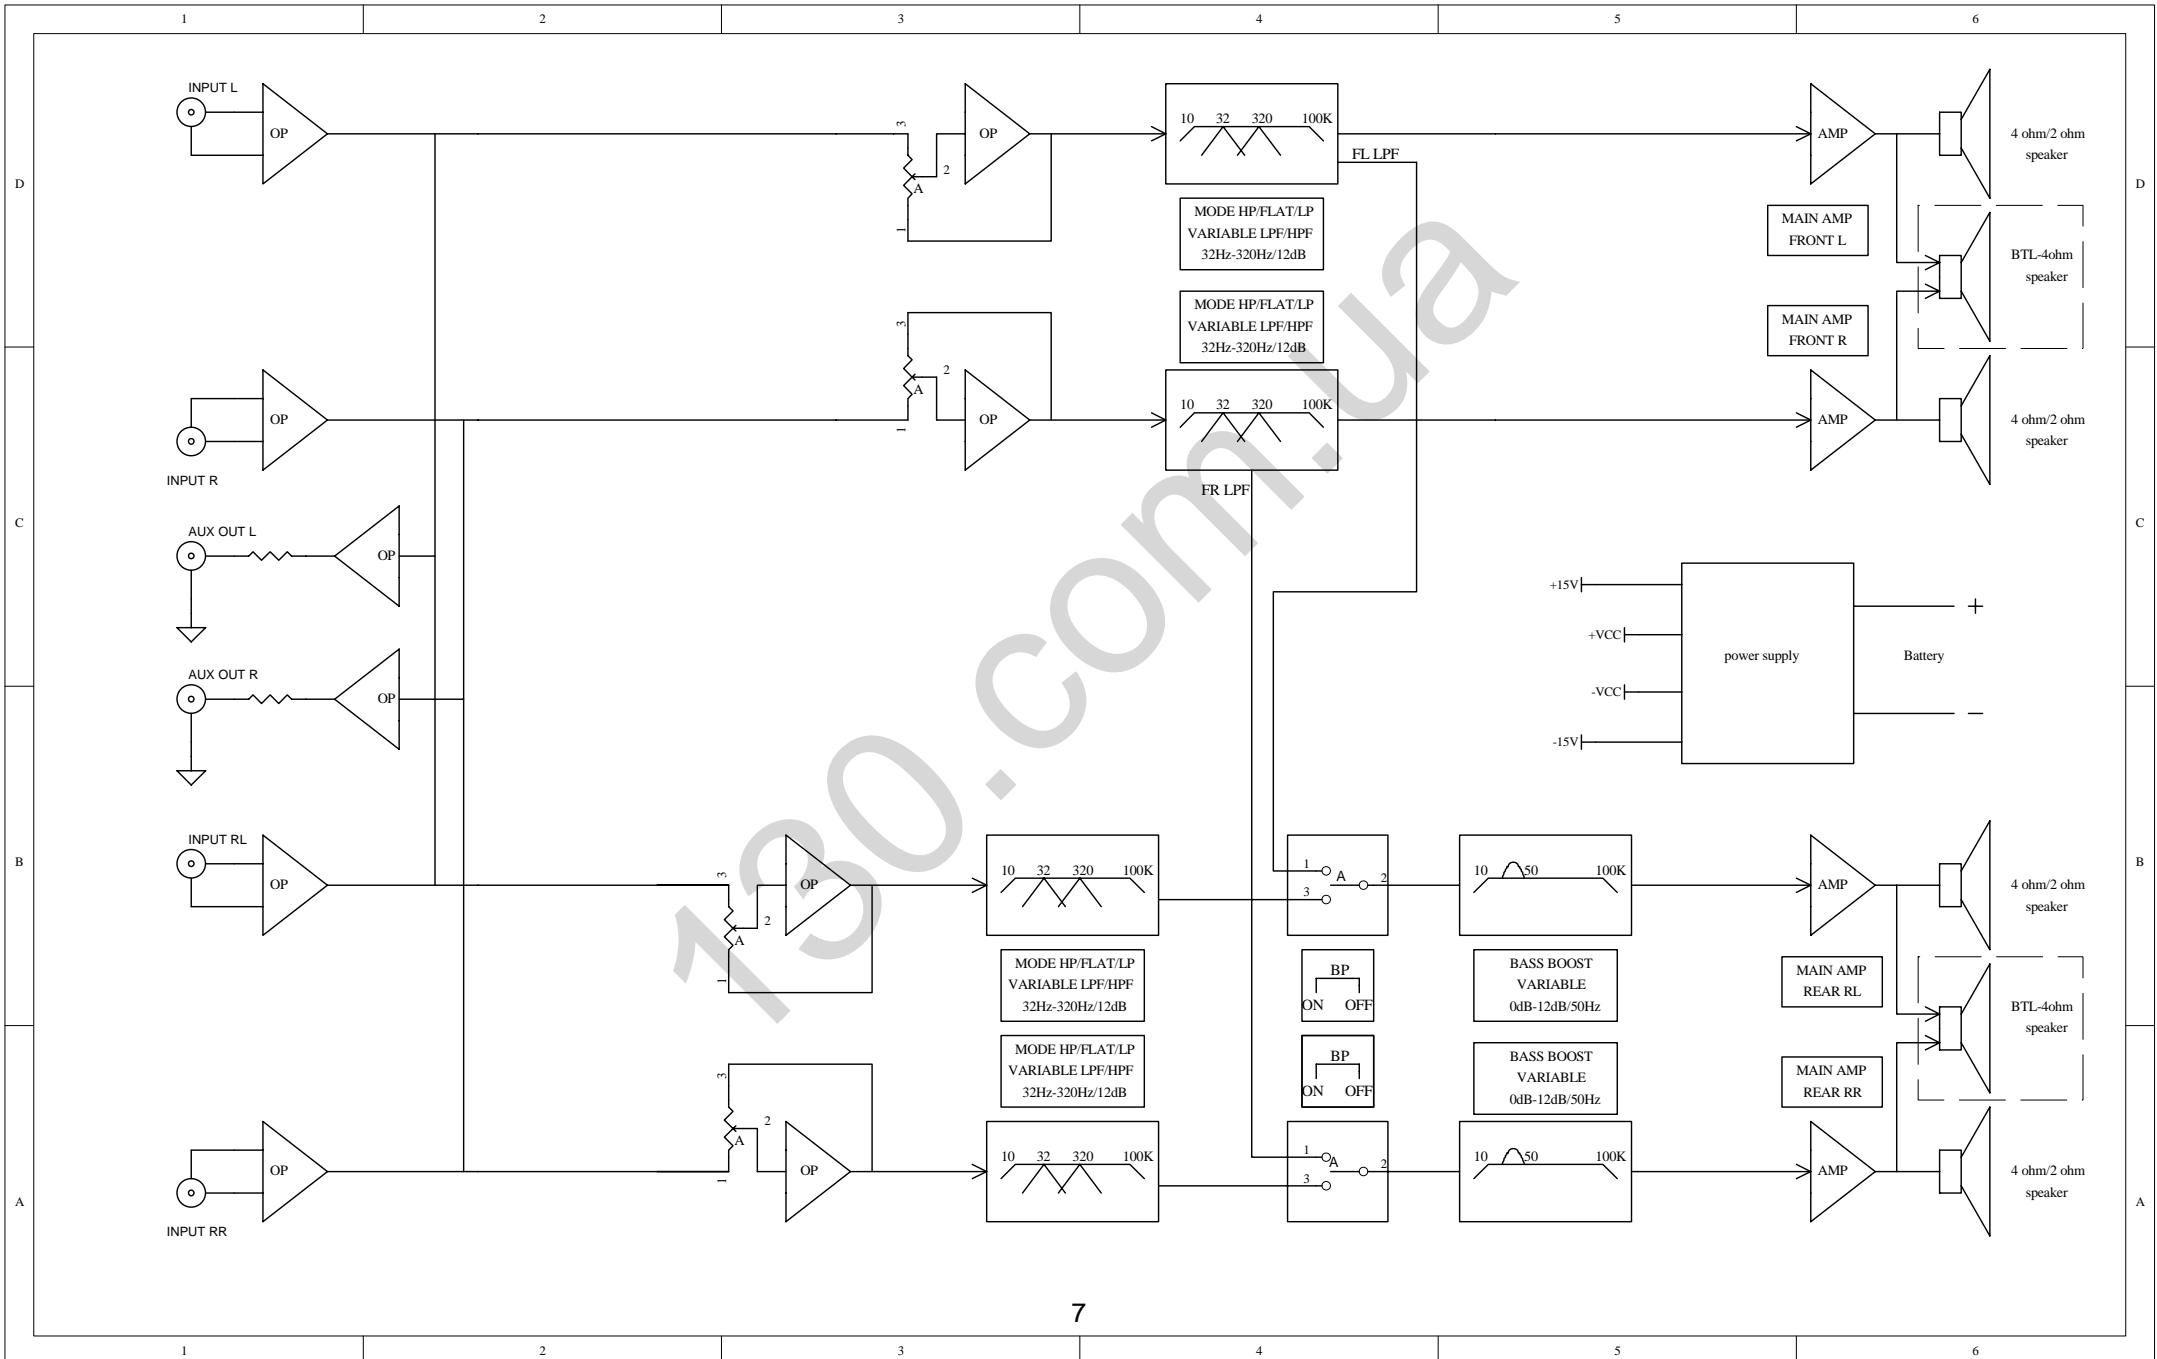 1 2 3 4 5 6
INPUT L
OP
3
2
A
1
OP
10 32 320 100K
FL LPF
AMP
4 ohm/2 ohm
speaker
D
D
MODE HP/FLAT/LP
VARIABLE LPF/HPF
32Hz-320Hz/12dB
MAIN AMP
FRONT L
BTL-4ohm
speaker
MODE HP/FLAT/LP
VARIABLE LPF/HPF
32Hz-320Hz/12dB
MAIN AMP
FRONT R
OP
INPUT R
3
2
A
1
OP
10 32 320 100K
FR LPF
AMP
4 ohm/2 ohm
speaker
C
C
AUX OUT L
OP
AUX OUT R
OP
+15V
+VCC
-VCC
-15V
power supply
+
Battery
—
130.com.ua
INPUT RL
OP
3
2
A
1
OP
10 32 320 100K
1
3
A
2
10 50 100K
AMP
4 ohm/2 ohm
speaker
B
B
MODE HP/FLAT/LP
VARIABLE LPF/HPF
32Hz-320Hz/12dB
BP
ON OFF
BASS BOOST
VARIABLE
0dB-12dB/50Hz
MAIN AMP
REAR RL
BTL-4ohm
speaker
MODE HP/FLAT/LP
VARIABLE LPF/HPF
32Hz-320Hz/12dB
BP
ON OFF
BASS BOOST
VARIABLE
0dB-12dB/50Hz
MAIN AMP
REAR RR
OP
INPUT RR
3
2
A
1
OP
10 32 320 100K
1
3
A
2
10 50 100K
AMP
4 ohm/2 ohm
speaker
A
A
7
1 2 3 4 5 6